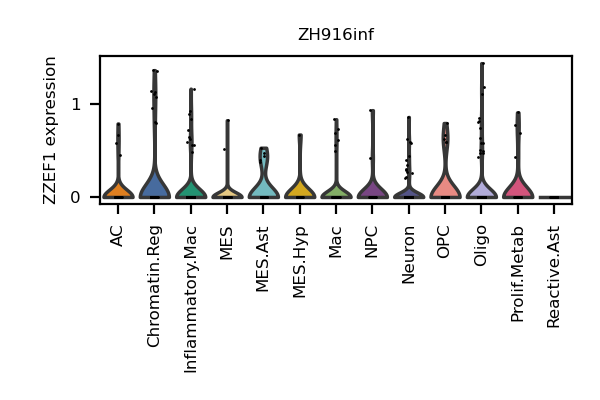 ZH916inf
ZZEF1 expression
1
0
AC
Chromatin.Reg
Inflammatory.Mac
MES
MES.Ast
MES.Hyp
Mac
NPC
Neuron
OPC
Oligo
Prolif.Metab
Reactive.Ast